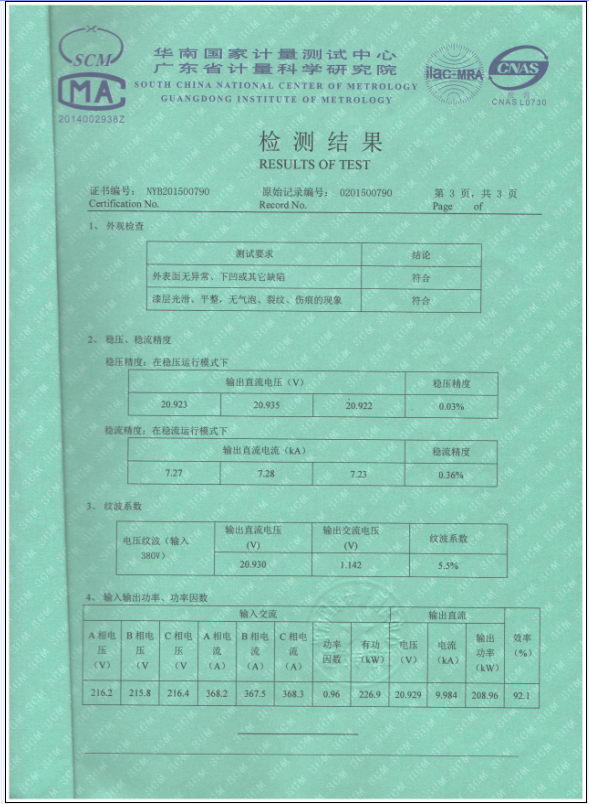 SCM
MA
2014002938Z
华南国家计量测试中心
广东省计量科学研究院
SOUTH CHINA NATIONAL CENTER OF METROLOGY
GUANGDONG INSTITUTE OF METROLOGY
ilac-MRA
CNAS
CNAS L0730
检测结果
RESULTS OF TEST
证书编号： NYB201500790 原始记录编号： 0201500790 第 3 页，共 3 页
Certification No. Record No. Page of
1、 外观检查
测试要求 结论
外表面无异常、下凹或其它缺陷 符合
漆层光滑、平整，无气泡、裂纹、伤痕的现象 符合
2、 稳压、稳流精度
稳压精度：在稳压运行模式下
输出直流电压（V） 稳压精度
20.923 20.935 20.922 0.03%
稳流精度：在稳流运行模式下
输出直流电流（kA） 稳流精度
7.27 7.28 7.23 0.36%
3、 纹波系数
电压纹波（输入380V） 输出直流电压（V） 输出交流电压（V） 纹波系数
20.930 1.142 5.5%
4、 输入输出功率、功率因数
输入交流 输出直流 效率（%）
A 相电压（V） B 相电压（V C 相电压（V A 相电流（A） B 相电流（A） C 相电流（A） 功率因数 有功（kW） 电压（V） 电流（kA） 输出功率（kW）
216.2 215.8 216.4 368.2 367.5 368.3 0.96 226.9 20.929 9.984 208.96 92.1